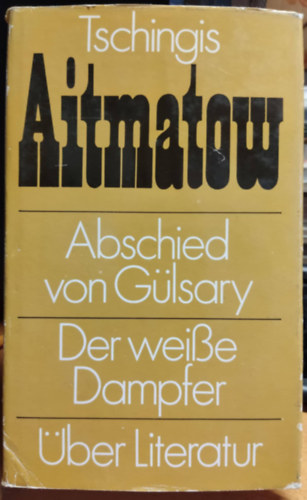 Tschingis
Aitmatow
Abschied
von Gülsary
Der weiße
Dampfer
Über Literatur